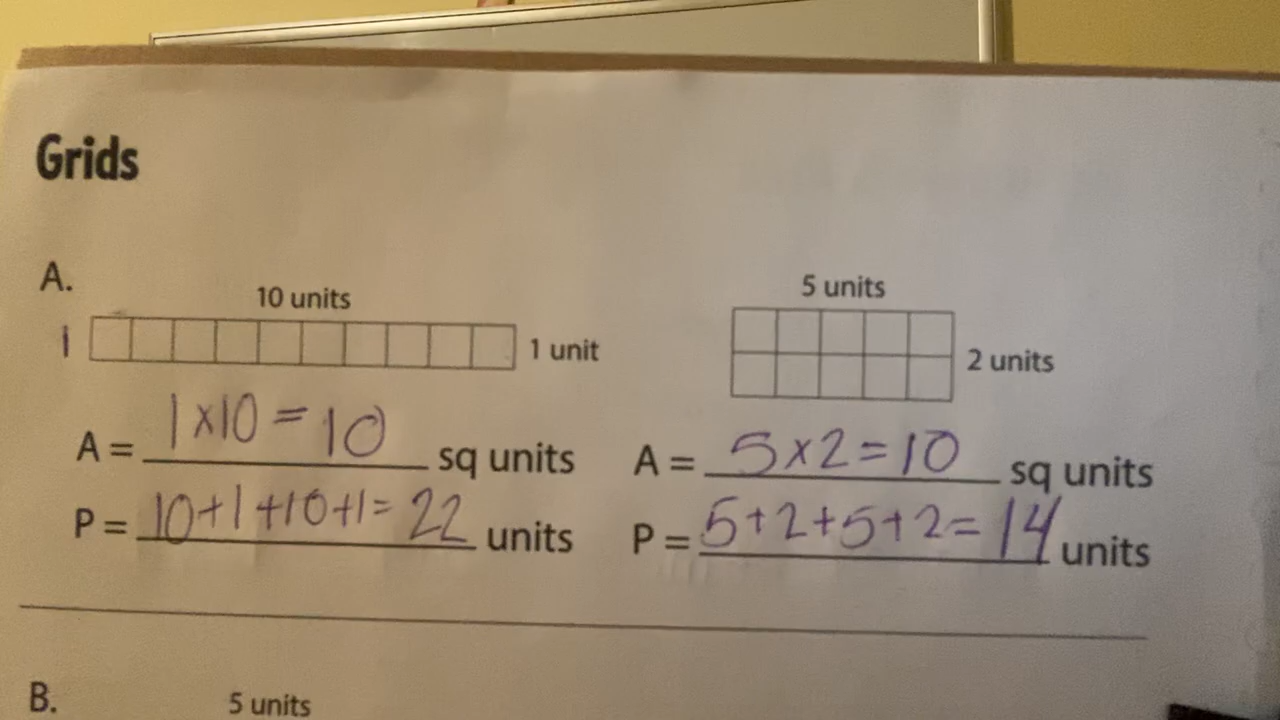 Grids
A.
10 units
1 1 unit
A = 1x10 = 10 sq units
P = 10+1+10+1= 22 units
5 units
2 units
A = 5x2=10 sq units
P = 5+2+5+2= 14 units
B.
5 units